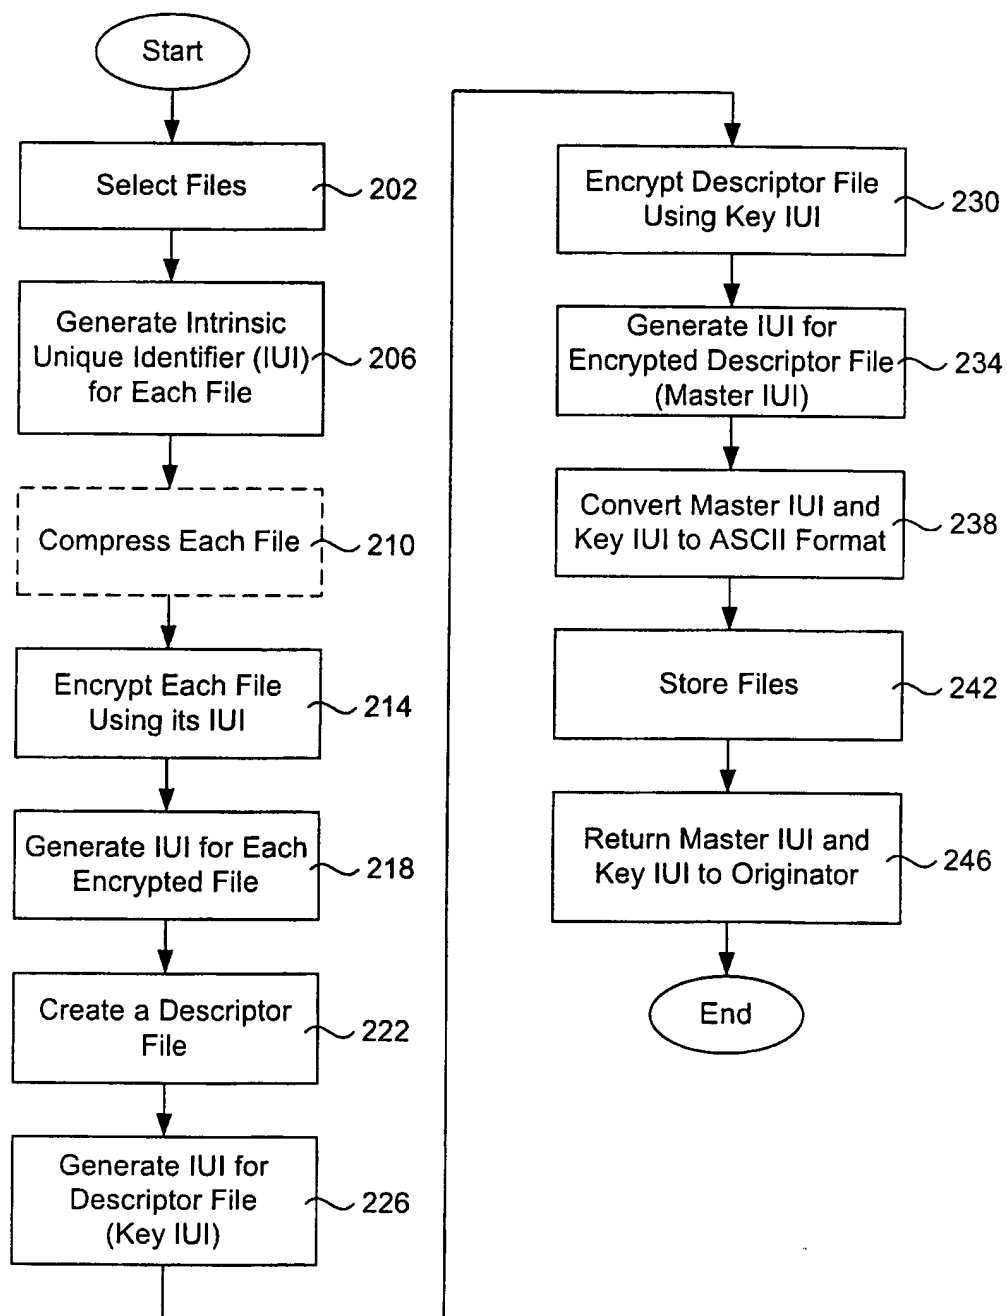 Start
Select Files
202
Generate Intrinsic
Unique Identifier (IUI)
for Each File
206
Compress Each File
210
Encrypt Each File
Using its IUI
214
Generate IUI for Each
Encrypted File
218
Create a Descriptor
File
222
Generate IUI for
Descriptor File
(Key IUI)
226
Encrypt Descriptor File
Using Key IUI
230
Generate IUI for
Encrypted Descriptor File
(Master IUI)
234
Convert Master IUI and
Key IUI to ASCII Format
238
Store Files
242
Return Master IUI and
Key IUI to Originator
246
End